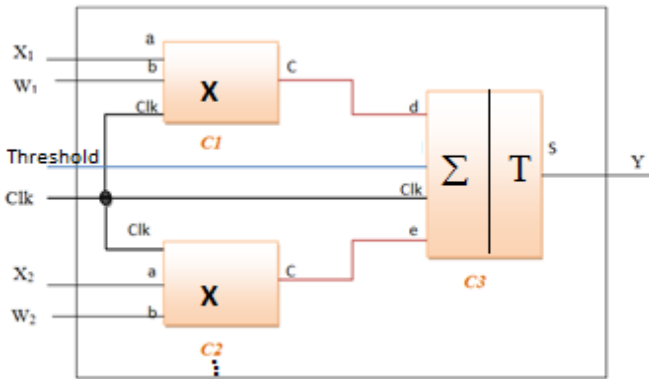 X₁
a
W₁
b
C
X
Clk
C1
d
Threshold
Clk
Clk
Σ
T
S
Y
Clk
e
C3
X₂
a
C
X
W₂
b
C2